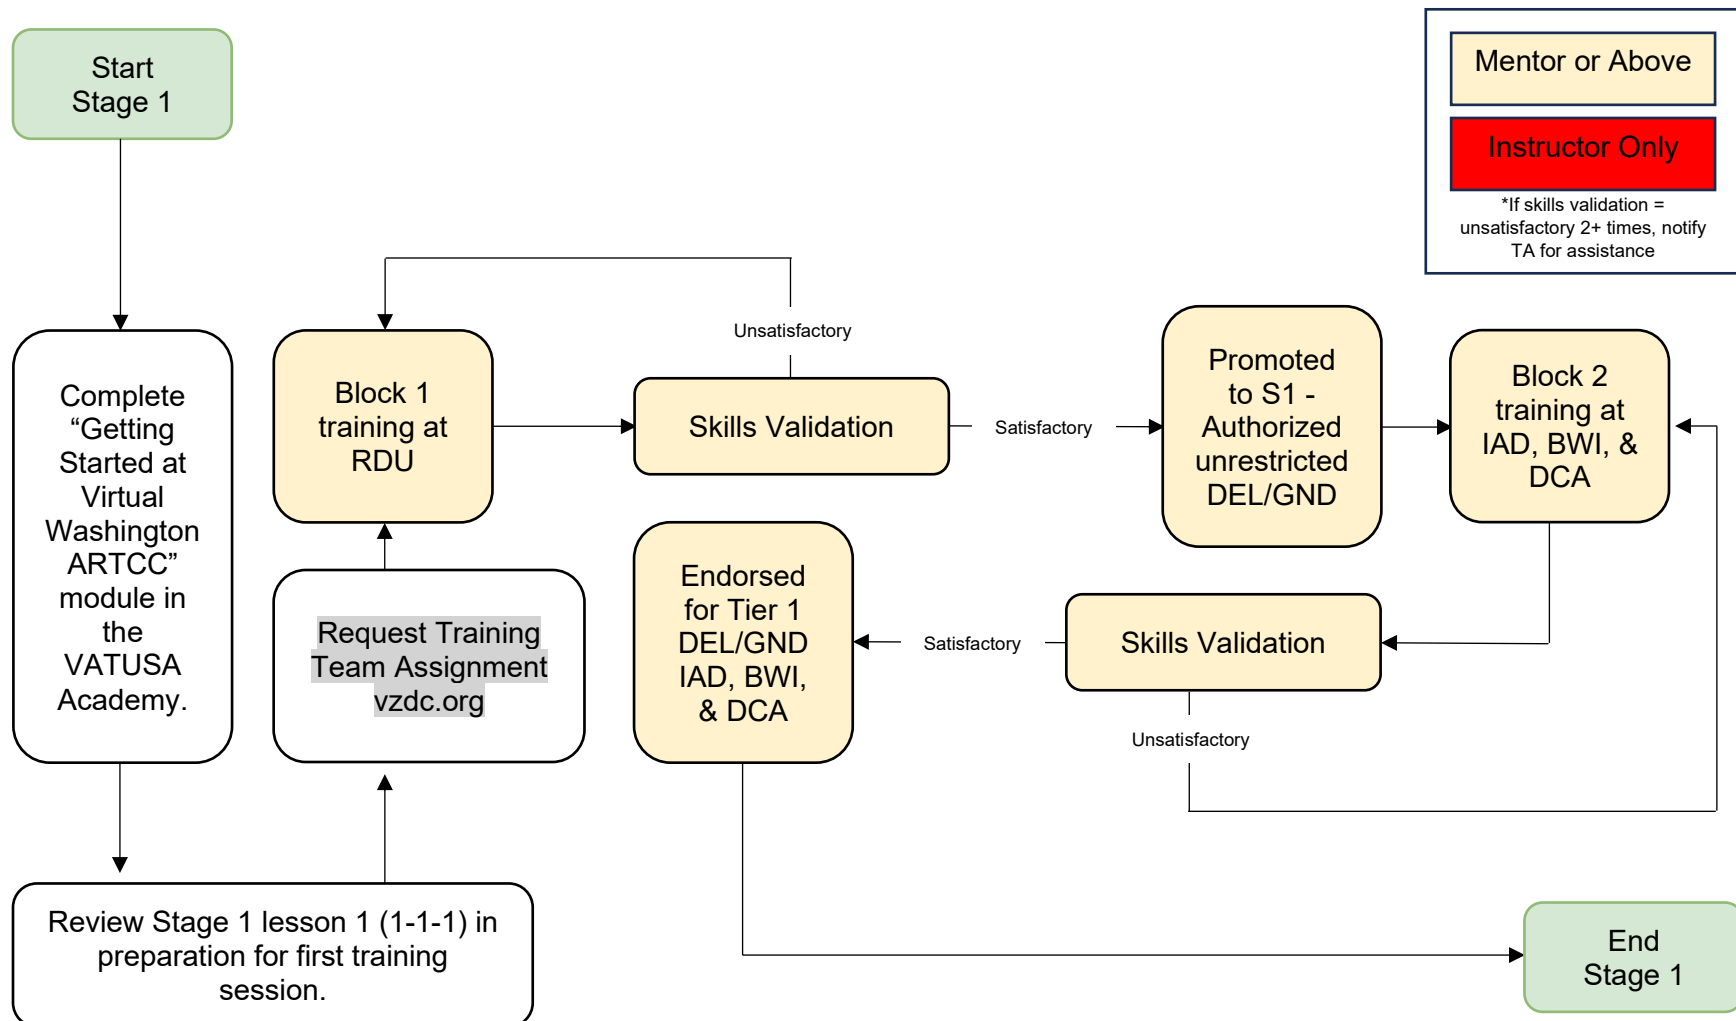 Start
Stage 1
Mentor or Above
Instructor Only
*If skills validation =
unsatisfactory 2+ times, notify
TA for assistance
Complete
“Getting
Started at
Virtual
Washington
ARTCC”
module in
the
VATUSA
Academy.
Review Stage 1 lesson 1 (1-1-1) in
preparation for first training
session.
Request Training
Team Assignment
vzdc.org
Block 1
training at
RDU
Unsatisfactory
Skills Validation
Satisfactory
Promoted
to S1 -
Authorized
unrestricted
DEL/GND
Block 2
training at
IAD, BWI, &
DCA
Skills Validation
Unsatisfactory
Satisfactory
Endorsed
for Tier 1
DEL/GND
IAD, BWI,
& DCA
End
Stage 1